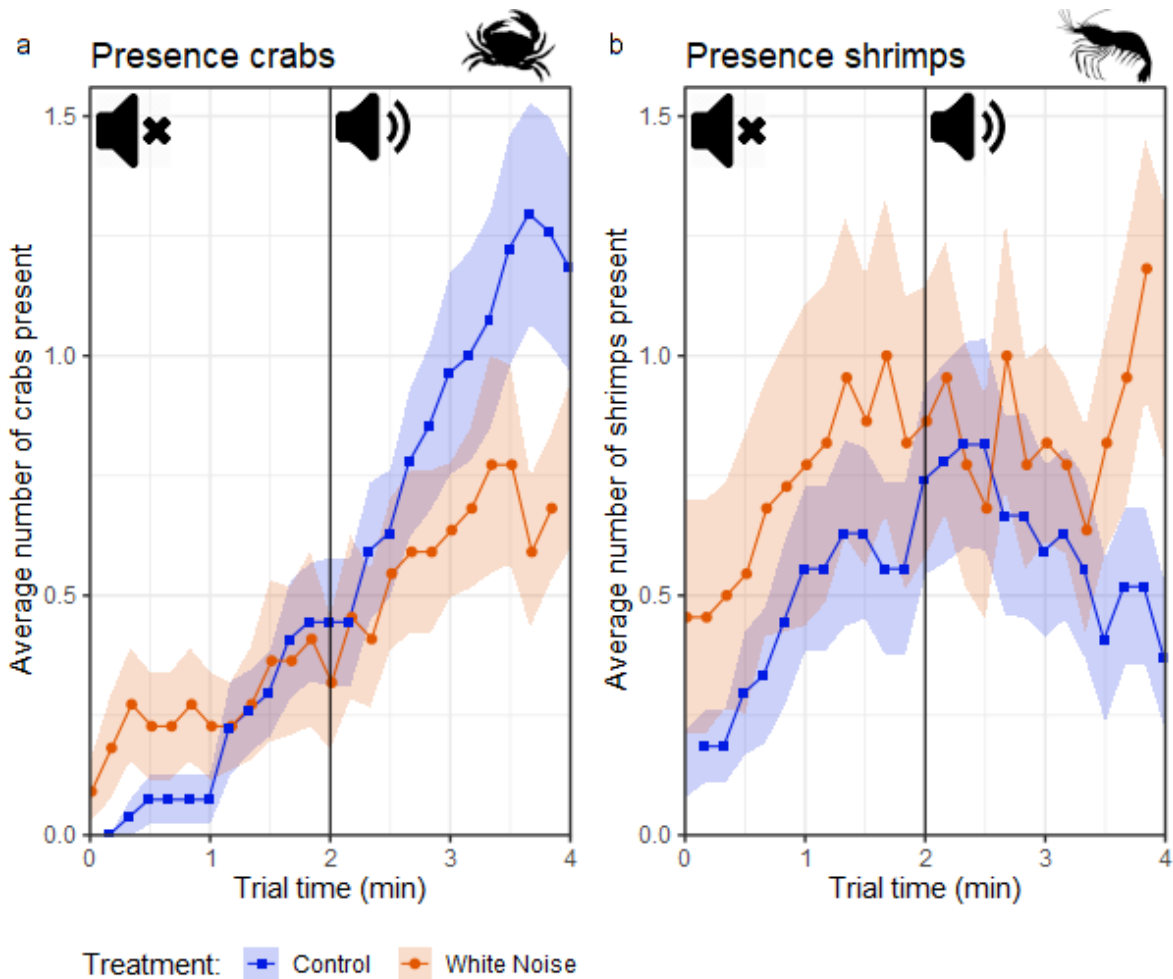 a
Presence crabs
b
Presence shrimps
Average number of crabs present
1.5
1.0
0.5
0.0
0
1
2
3
4
Trial time (min)
Average number of shrimps present
1.5
1.0
0.5
0.0
0
1
2
3
4
Trial time (min)
Treatment:
Control
White Noise